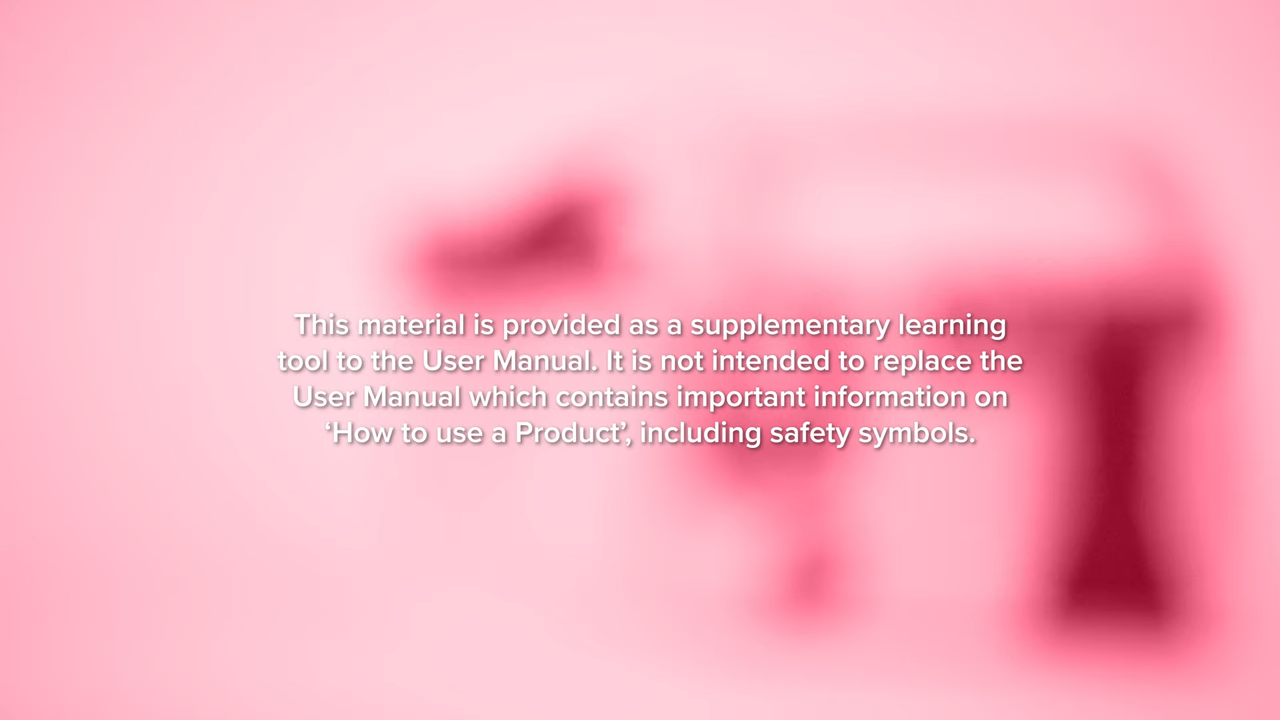 This material is provided as a supplementary learning
tool to the User Manual. It is not intended to replace the
User Manual which contains important information on
‘How to use a Product’, including safety symbols.